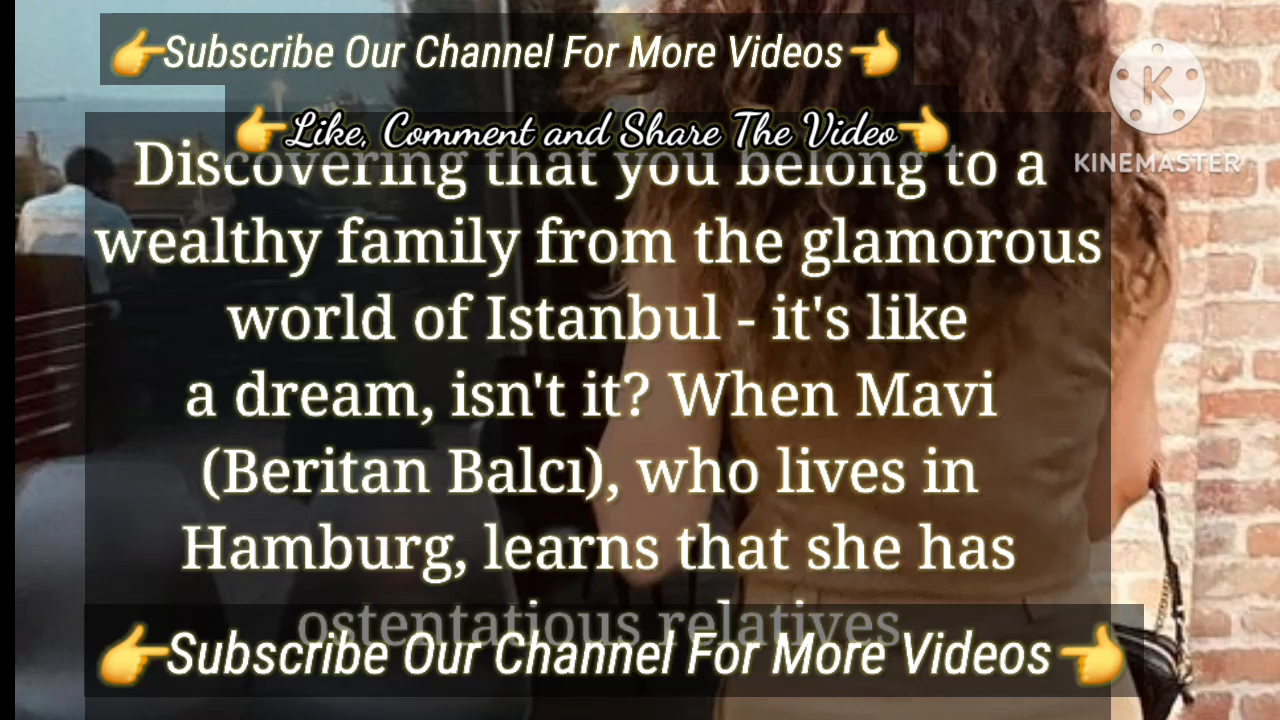 👉Subscribe Our Channel For More Videos👈
👉Like, Comment and Share The Video👈
Discovering that you belong to a
wealthy family from the glamorous
world of Istanbul - it's like
a dream, isn't it? When Mavi
(Beritan Balcı), who lives in
Hamburg, learns that she has
ostentatious relatives
👉Subscribe Our Channel For More Videos👈
K
KINEMASTER